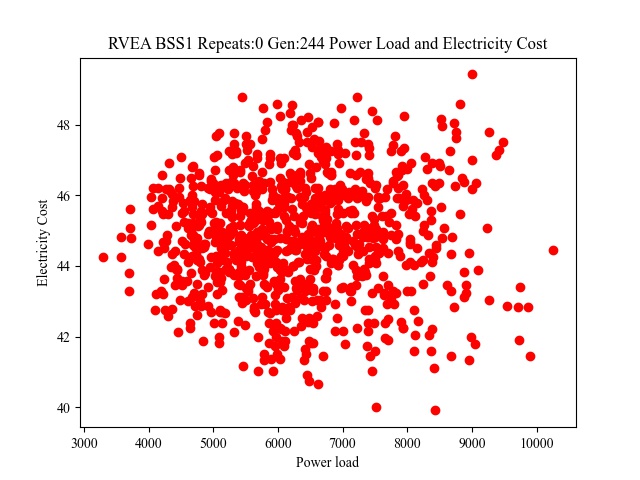 RVEA BSS1 Repeats:0 Gen:244 Power Load and Electricity Cost
48
46
44
42
40
Electricity Cost
3000 4000 5000 6000 7000 8000 9000 10000
Power load